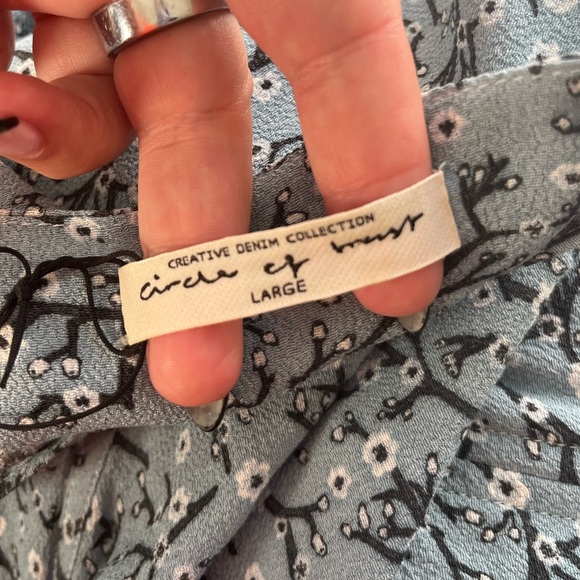 CREATIVE DENIM COLLECTION
circle of trust
LARGE